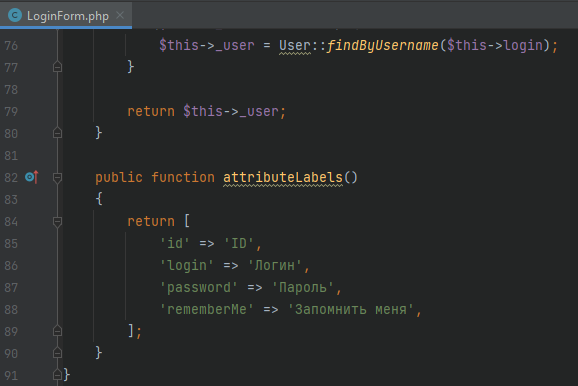 LoginForm.php
76 $this->_user = User::findByUsername($this->login);
77 }
78
79 return $this->_user;
80 }
81
82 public function attributeLabels()
83 {
84 return [
85 'id' => 'ID',
86 'login' => 'Логин',
87 'password' => 'Пароль',
88 'rememberMe' => 'Запомнить меня',
89 ];
90 }
91 }